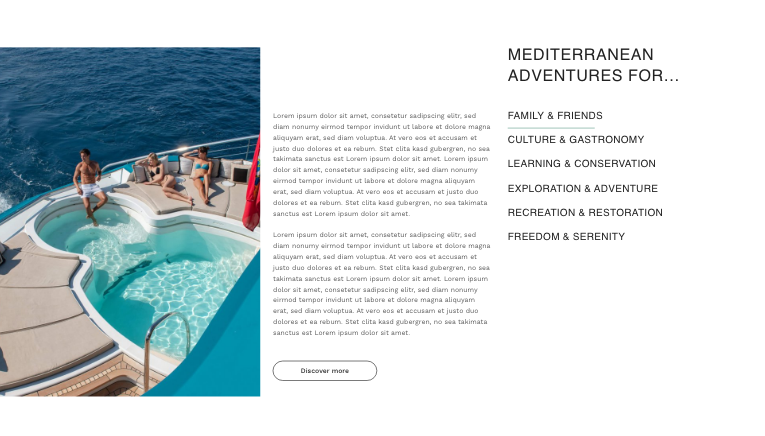 MEDITERRANEAN
ADVENTURES FOR...
FAMILY & FRIENDS
CULTURE & GASTRONOMY
LEARNING & CONSERVATION
EXPLORATION & ADVENTURE
RECREATION & RESTORATION
FREEDOM & SERENITY
Lorem ipsum dolor sit amet, consetetur sadipscing elitr, sed
diam nonumy eirmod tempor invidunt ut labore et dolore magna
aliquyam erat, sed diam voluptua. At vero eos et accusam et
justo duo dolores et ea rebum. Stet clita kasd gubergren, no sea
takimata sanctus est Lorem ipsum dolor sit amet. Lorem ipsum
dolor sit amet, consetetur sadipscing elitr, sed diam nonumy
eirmod tempor invidunt ut labore et dolore magna aliquyam
erat, sed diam voluptua. At vero eos et accusam et justo duo
dolores et ea rebum. Stet clita kasd gubergren, no sea takimata
sanctus est Lorem ipsum dolor sit amet.
Lorem ipsum dolor sit amet, consetetur sadipscing elitr, sed
diam nonumy eirmod tempor invidunt ut labore et dolore magna
aliquyam erat, sed diam voluptua. At vero eos et accusam et
justo duo dolores et ea rebum. Stet clita kasd gubergren, no sea
takimata sanctus est Lorem ipsum dolor sit amet. Lorem ipsum
dolor sit amet, consetetur sadipscing elitr, sed diam nonumy
eirmod tempor invidunt ut labore et dolore magna aliquyam
erat, sed diam voluptua. At vero eos et accusam et justo duo
dolores et ea rebum. Stet clita kasd gubergren, no sea takimata
sanctus est Lorem ipsum dolor sit amet.
Discover more